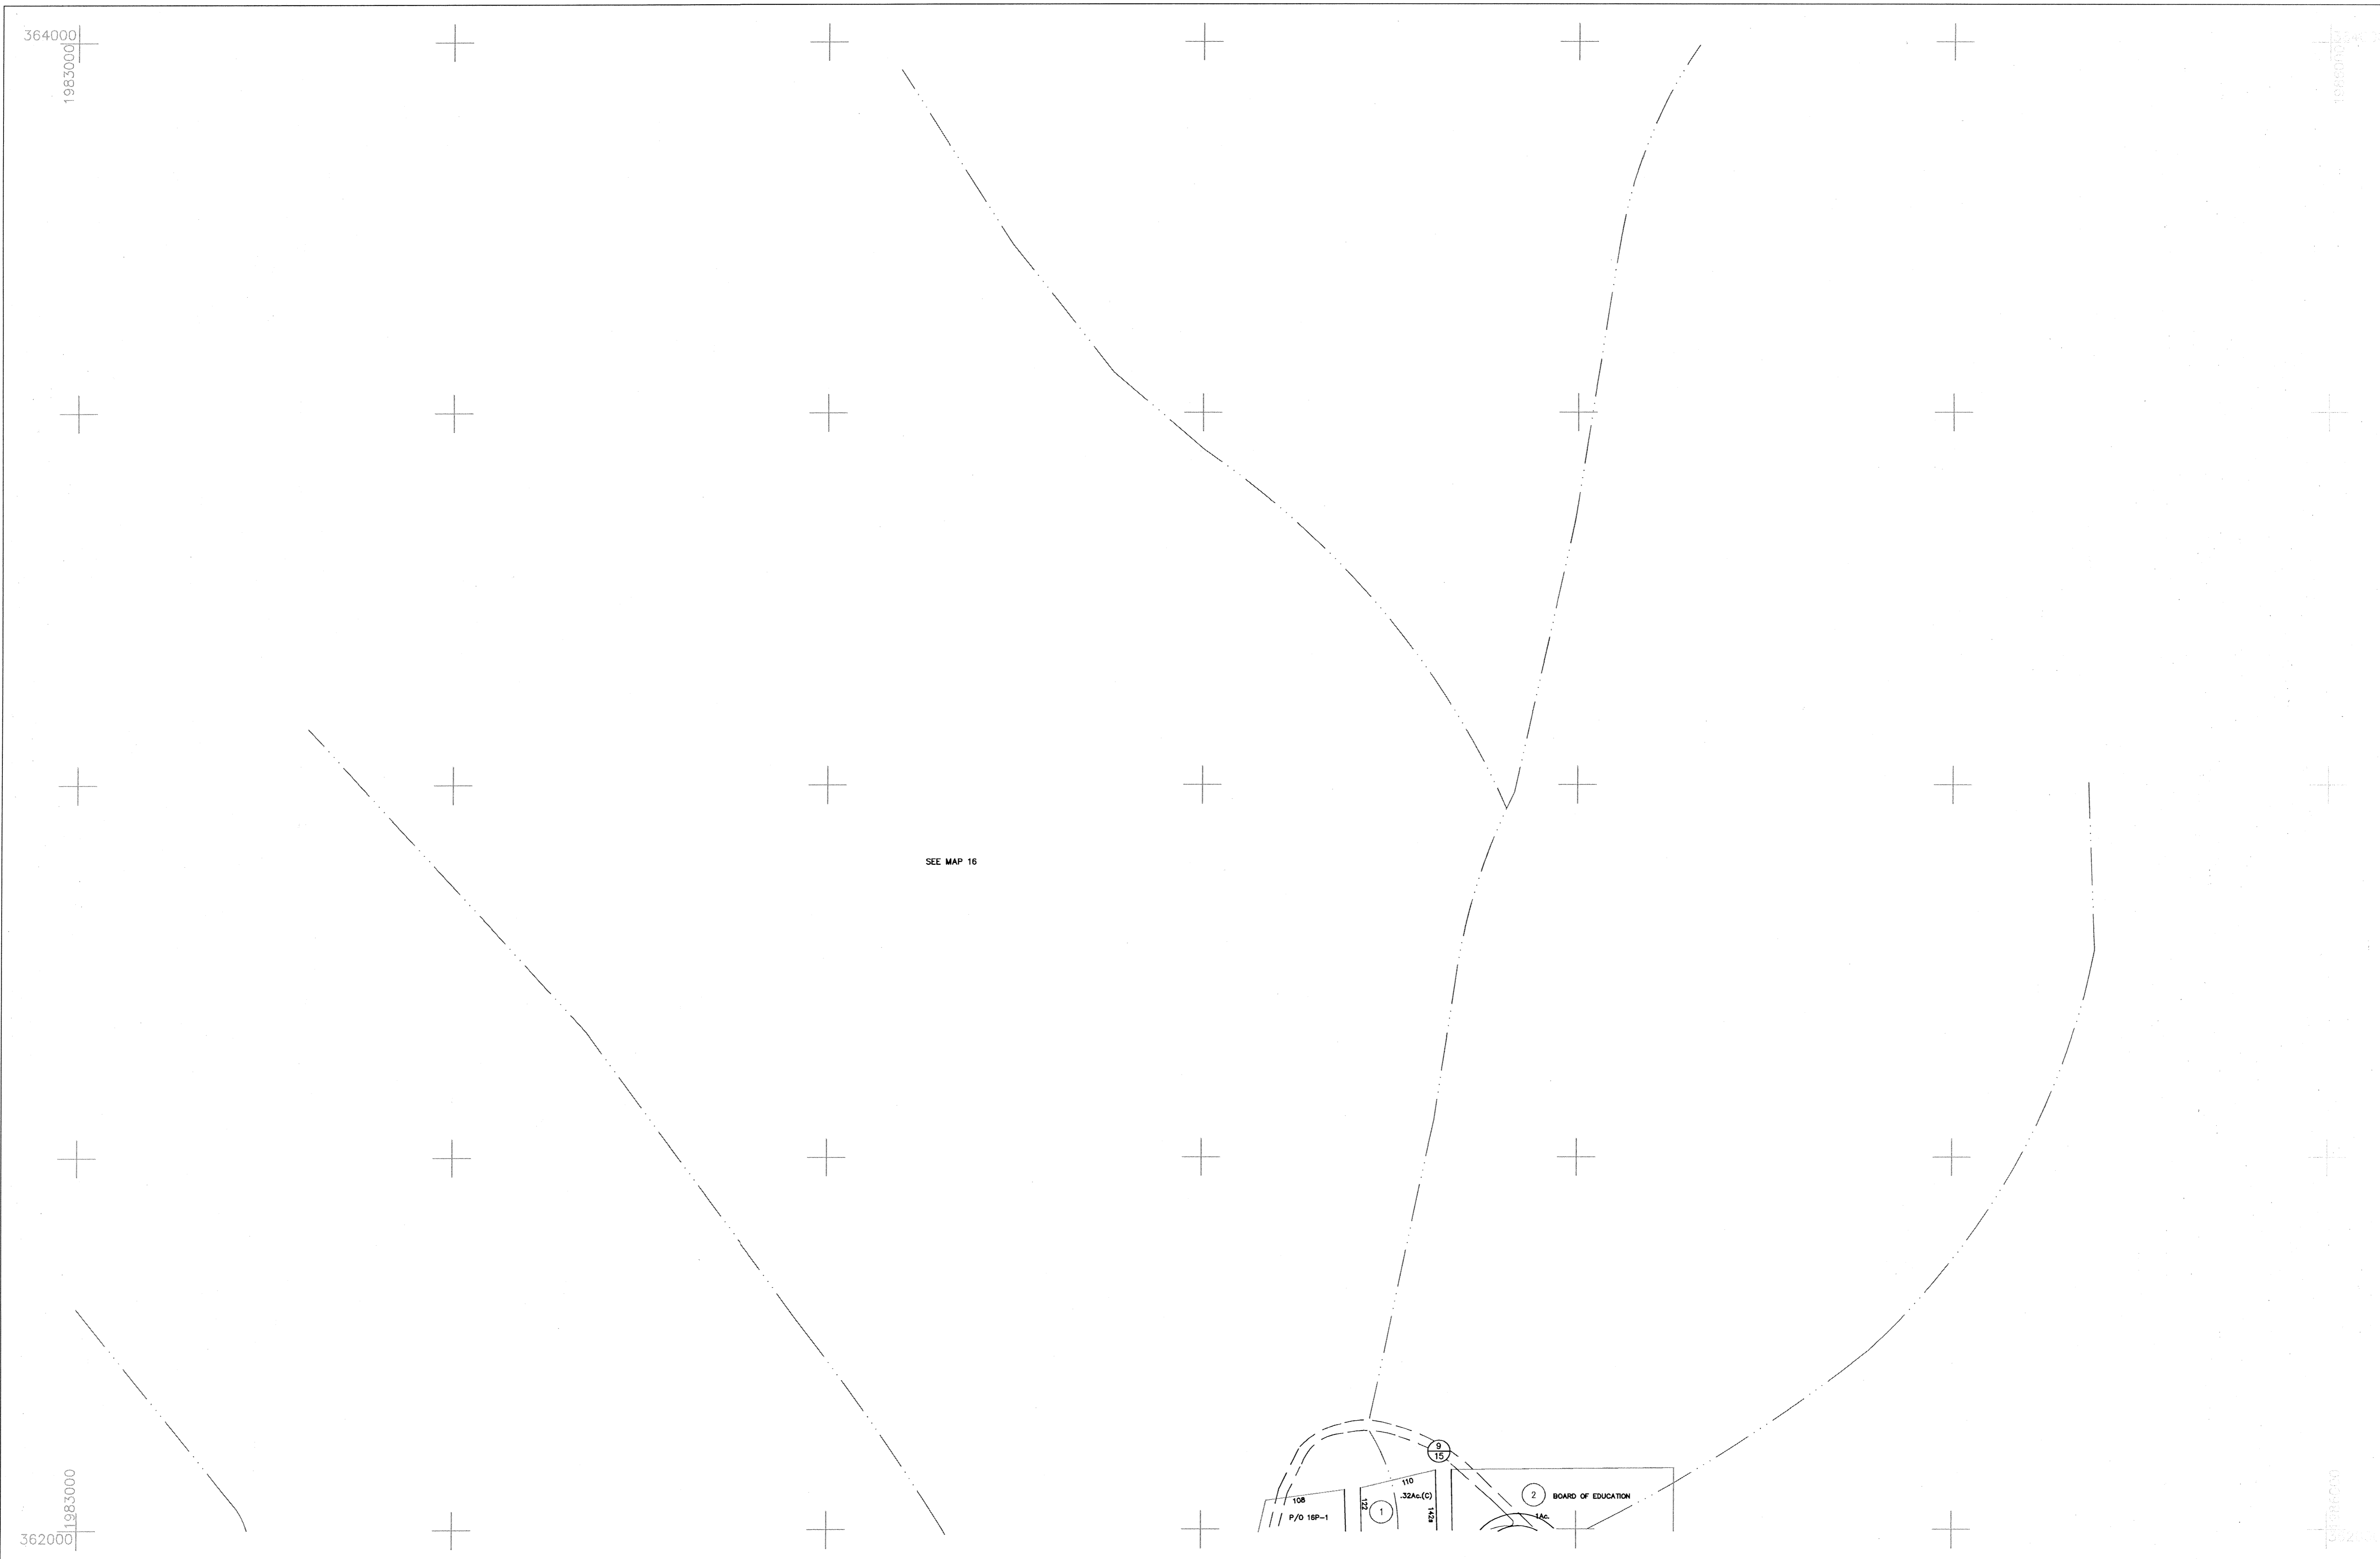 364000
1983000
SEE MAP 16
9
15
110
108
.32Ac.(C)
122
1
142s
P/O 16P-1
2
BOARD OF EDUCATION
1Ac.
1983000
362000